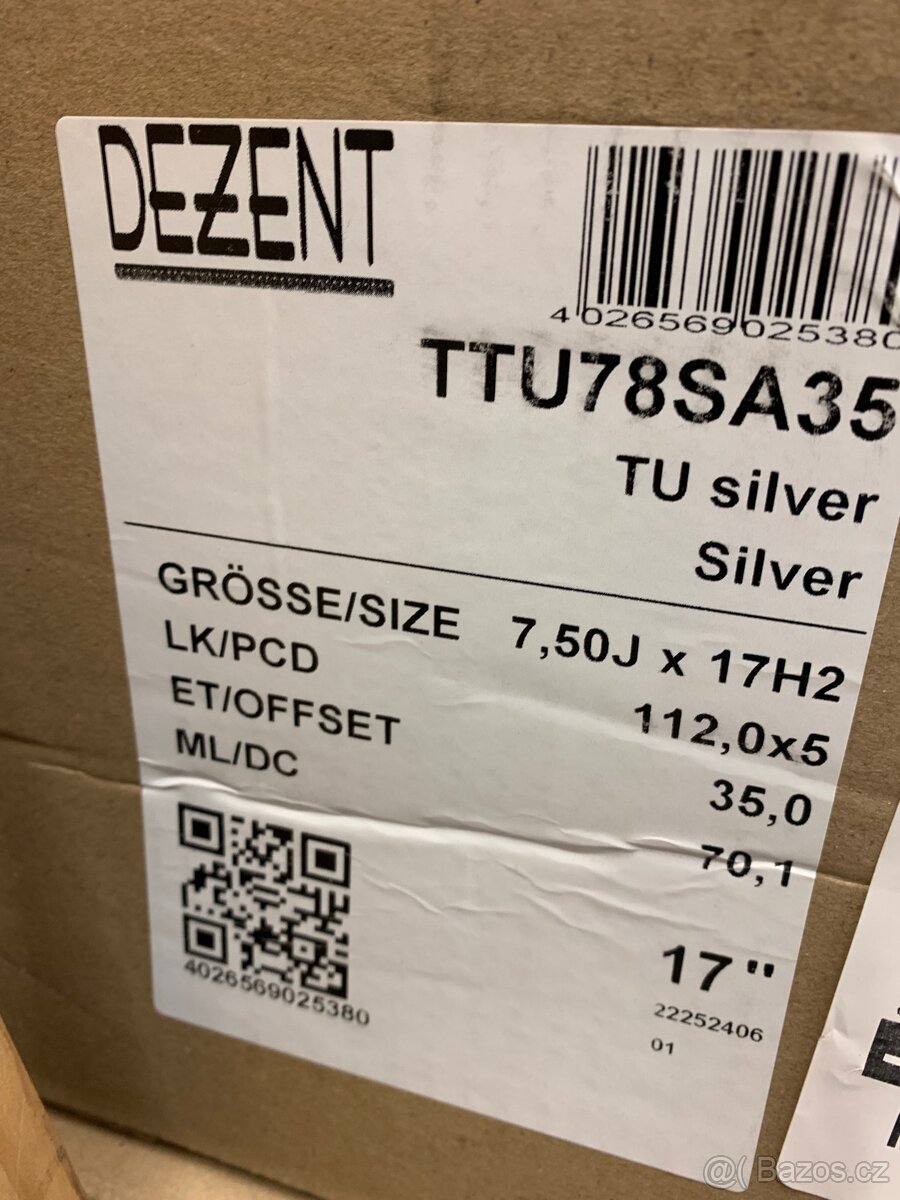 DEZENT
4026569025380
TTU78SA35
TU silver
Silver
GRÖSSE/SIZE 7,50J x 17H2
LK/PCD 112,0x5
ET/OFFSET 35,0
ML/DC 70,1
4026569025380
17"
22252406
01
@( Bazos.cz